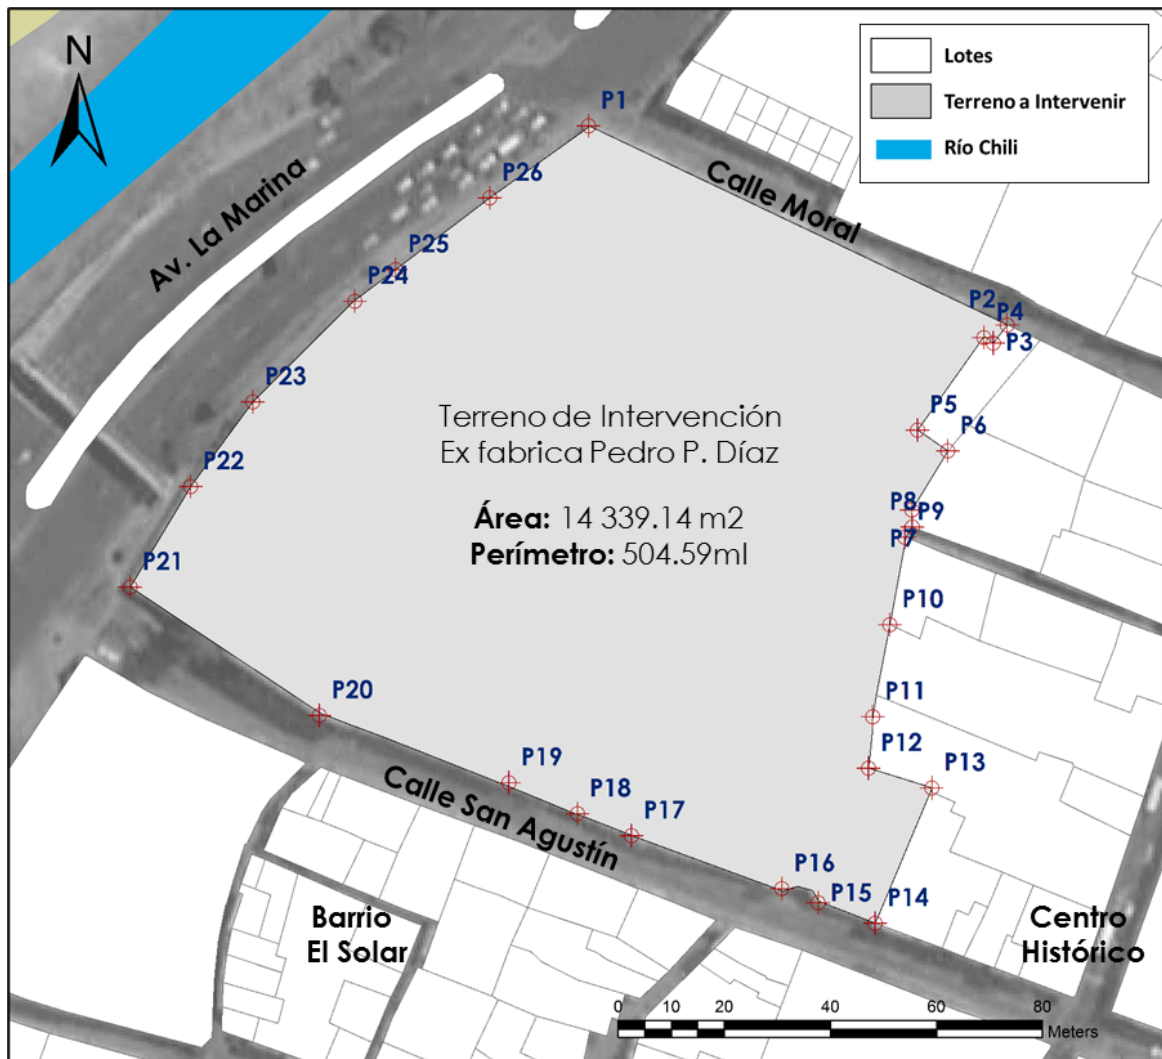 N
Lotes
Terreno a Intervenir
Río Chili
P1
P26
Calle Moral
Av. La Marina
P25
P24
P2
P4
P3
P23
P5
P6
Terreno de Intervención
Ex fabrica Pedro P. Díaz
P22
P8
P9
Área: 14 339.14 m2
P7
Perímetro: 504.59ml
P21
P10
P11
P20
P12
P13
P19
Calle San Agustín
P18
P17
P16
P15
P14
Barrio
El Solar
Centro
Histórico
0 10 20 40 60 80
Meters